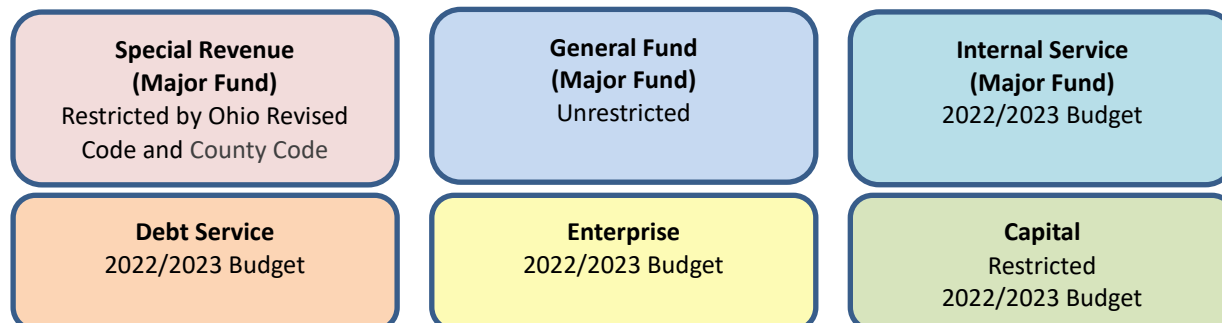 Special Revenue
(Major Fund)
Restricted by Ohio Revised
Code and County Code
General Fund
(Major Fund)
Unrestricted
Internal Service
(Major Fund)
2022/2023 Budget
Debt Service
2022/2023 Budget
Enterprise
2022/2023 Budget
Capital
Restricted
2022/2023 Budget